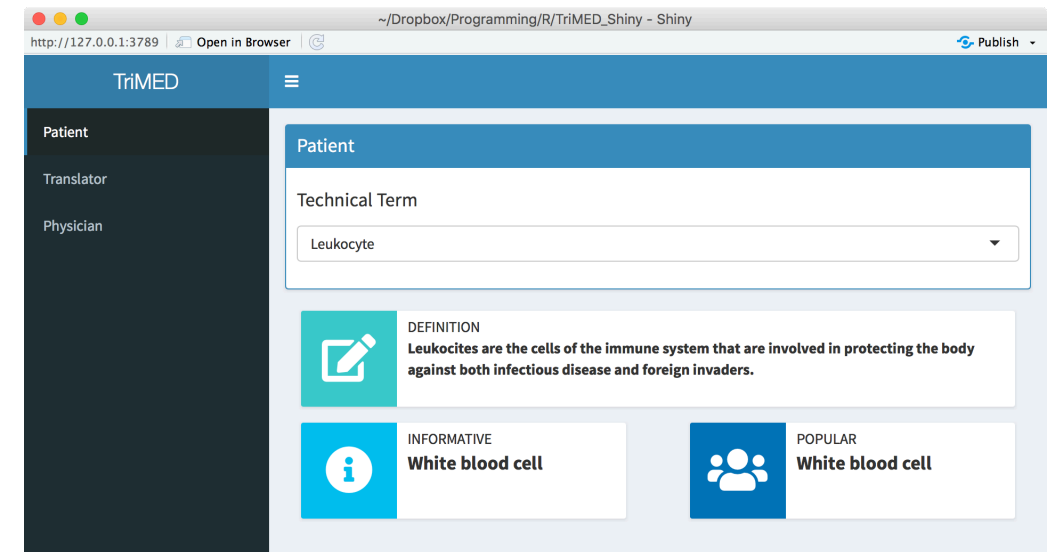 ~/Dropbox/Programming/R/TriMED_Shiny - Shiny
http://127.0.0.1:3789 Open in Browser Publish
TriMED
Patient
Translator
Physician
Patient
Technical Term
Leukocyte
DEFINITION
Leukocites are the cells of the immune system that are involved in protecting the body
against both infectious disease and foreign invaders.
INFORMATIVE
White blood cell
POPULAR
White blood cell